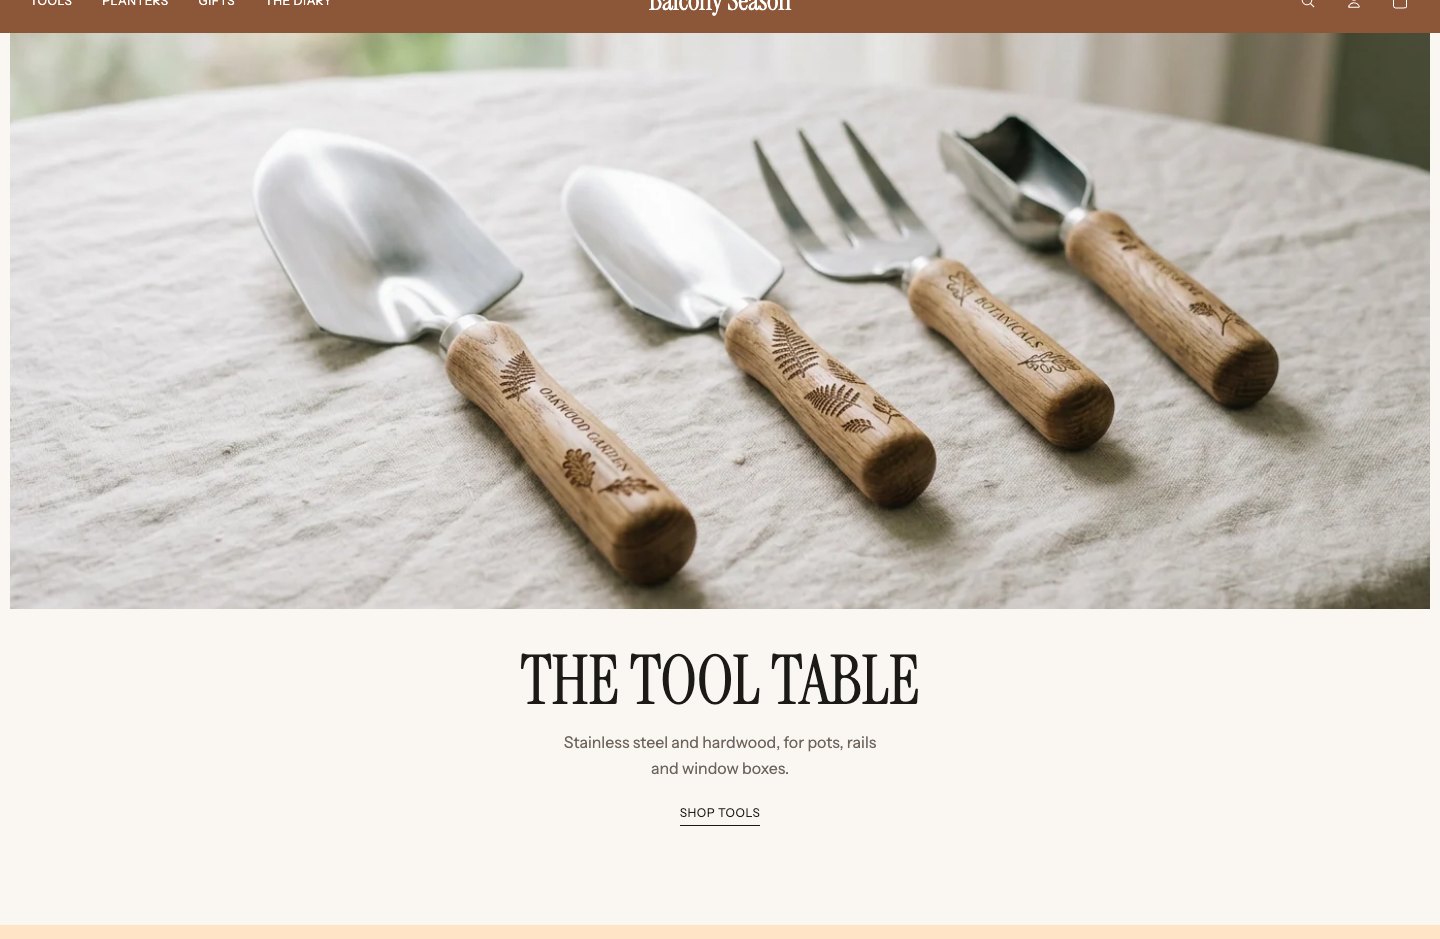 TOOLS PLANTERS GIFTS THE DIARY
Balcony Season
OAKWOOD GARDEN
BOTANICALS
THE TOOL TABLE
Stainless steel and hardwood, for pots, rails
and window boxes.
SHOP TOOLS